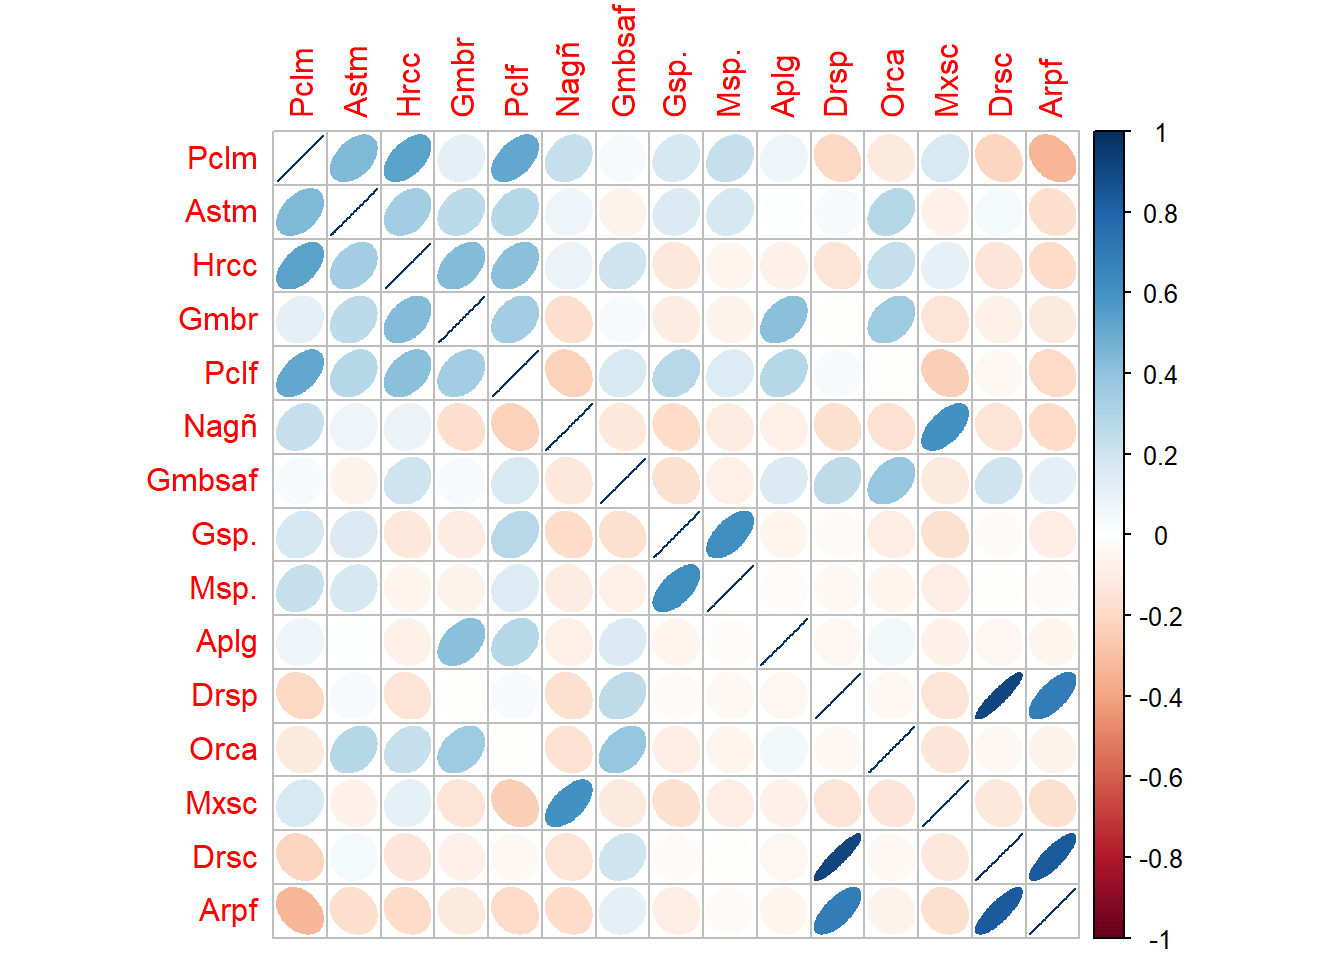 Pclm Astm Hrcc Gmbr Pclf Nagñ Gmbsaf Gsp. Msp. Aplg Drsp Orca Mxsc Drsc Arpf
Pclm
Astm
Hrcc
Gmbr
Pclf
Nagñ
Gmbsaf
Gsp.
Msp.
Aplg
Drsp
Orca
Mxsc
Drsc
Arpf
1
0.8
0.6
0.4
0.2
0
-0.2
-0.4
-0.6
-0.8
-1